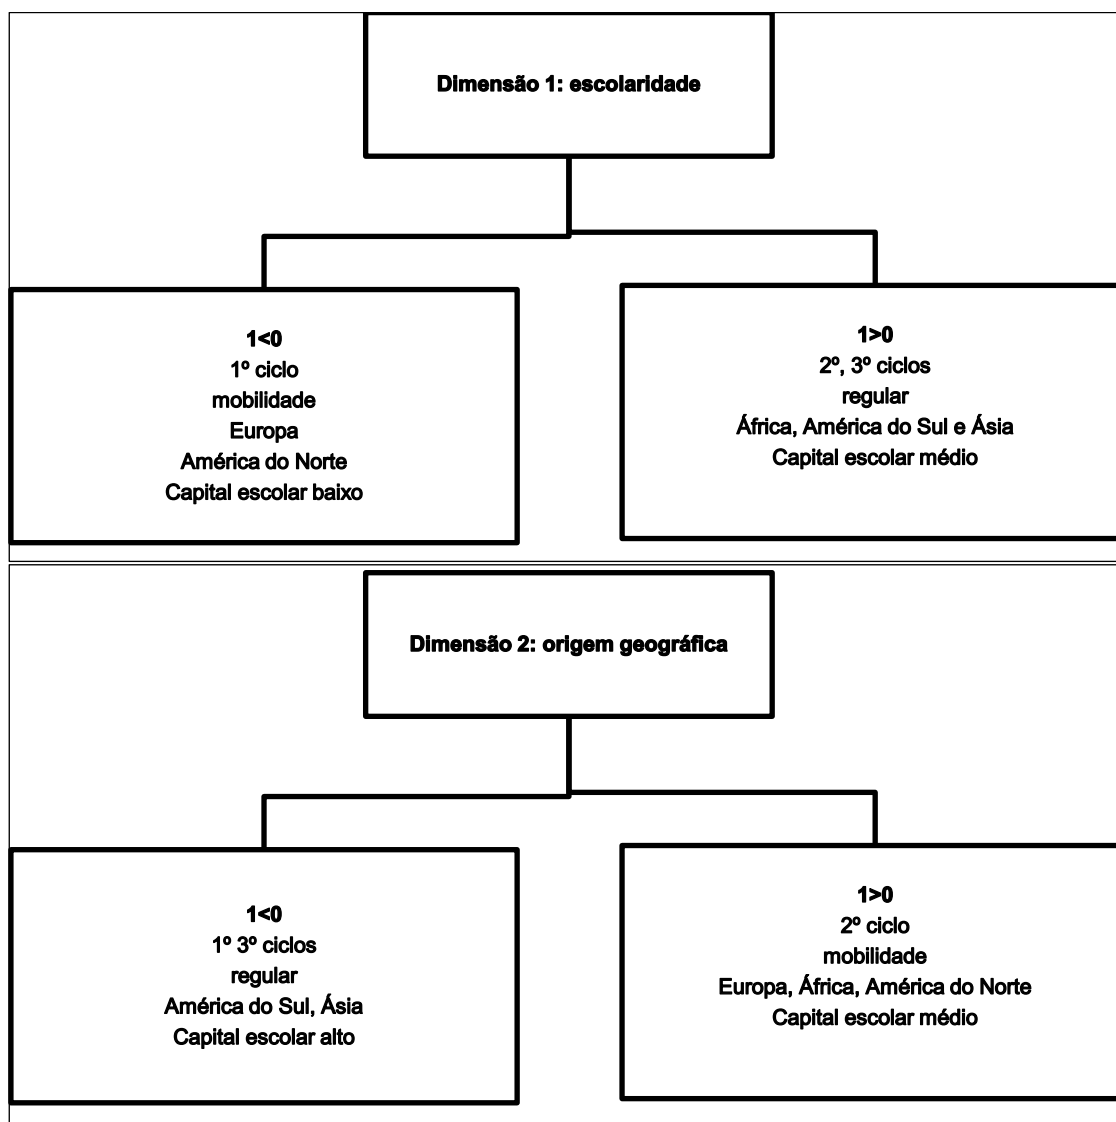 Dimensão 1: escolaridade
1<0
1º ciclo
mobilidade
Europa
América do Norte
Capital escolar baixo
1>0
2º, 3º ciclos
regular
África, América do Sul e Ásia
Capital escolar médio
Dimensão 2: origem geográfica
1<0
1º 3º ciclos
regular
América do Sul, Ásia
Capital escolar alto
1>0
2º ciclo
mobilidade
Europa, África, América do Norte
Capital escolar médio